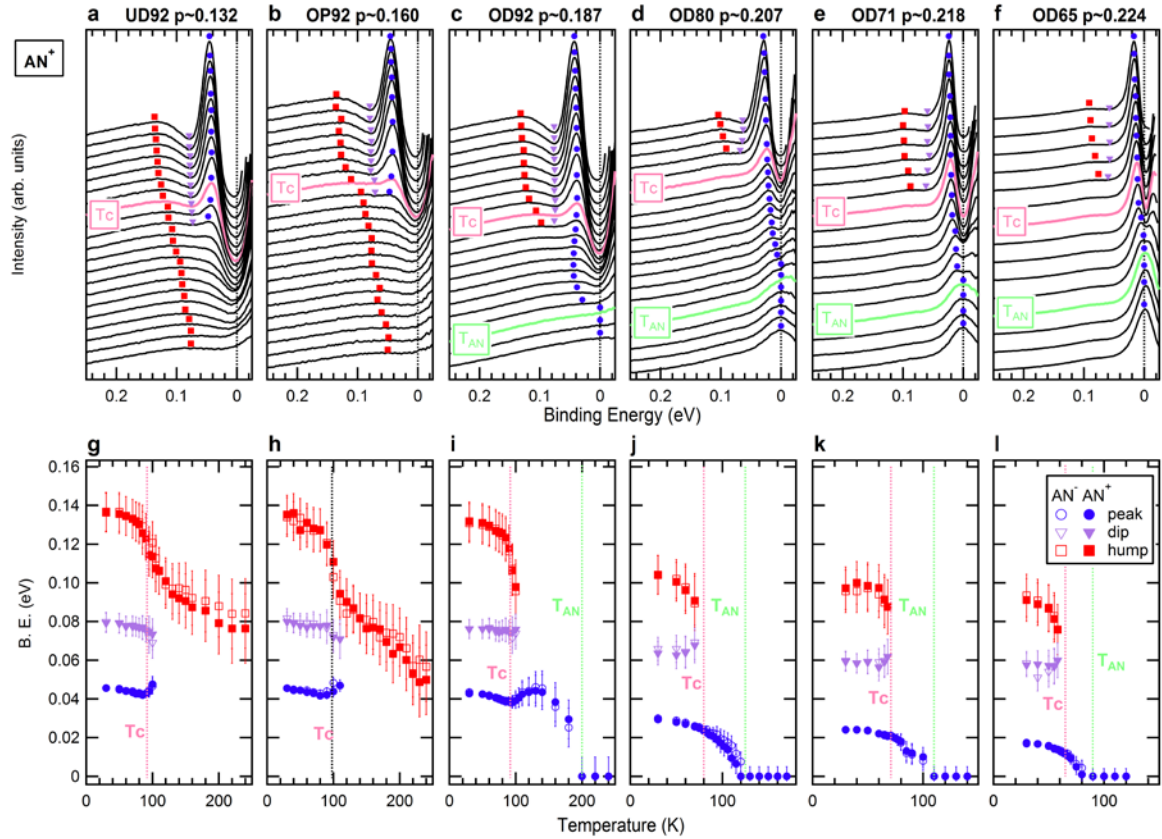 a UD92 p~0.132 b OP92 p~0.160 c OD92 p~0.187 d OD80 p~0.207 e OD71 p~0.218 f OD65 p~0.224
AN+
Intensity (arb. units)
Tc Tc Tc Tc Tc Tc
TAN TAN TAN TAN
0.2 0.1 0 0.2 0.1 0 0.2 0.1 0 0.2 0.1 0 0.2 0.1 0 0.2 0.1 0
Binding Energy (eV)
g h i j k l
B. E. (eV)
0.16
0.14
0.12
0.10
0.08
0.06
0.04
0.02
0
AN- AN+
peak
dip
hump
TAN TAN TAN TAN
Tc Tc Tc Tc Tc Tc
0 100 200 0 100 200 0 100 200 0 100 0 100 0 100
Temperature (K)